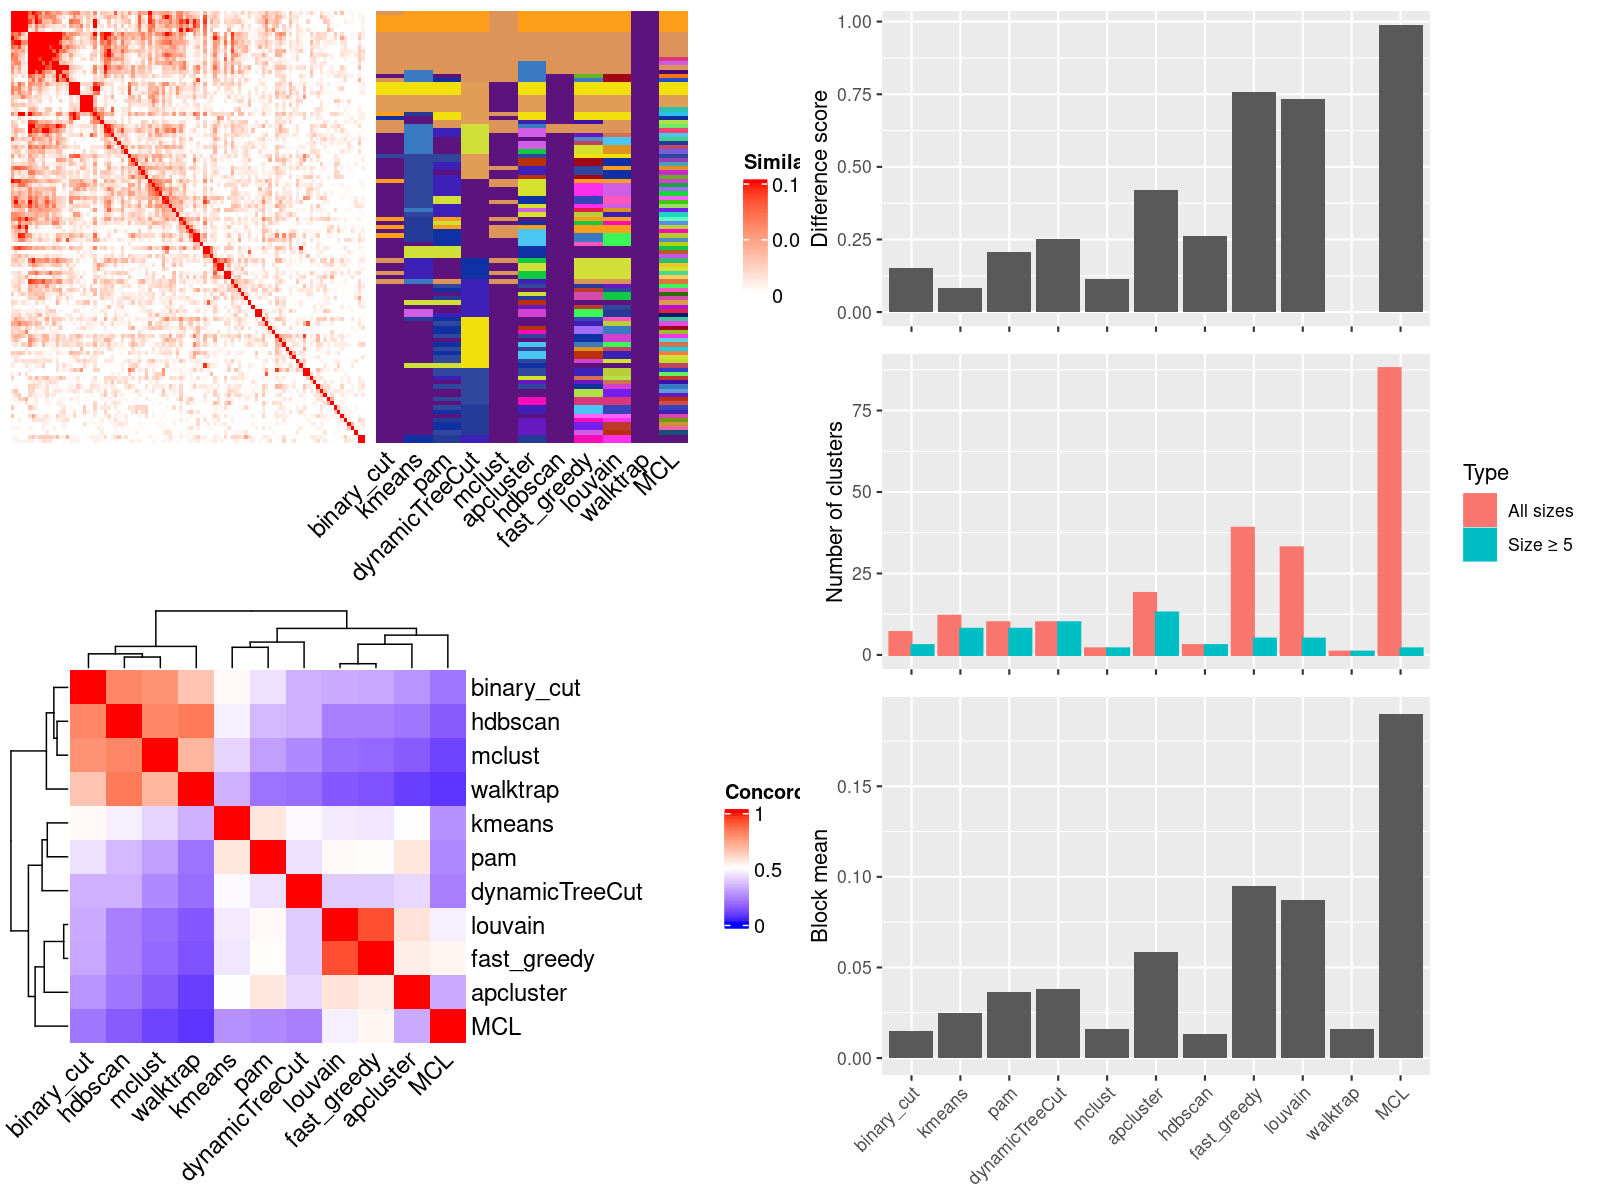 Simila
0.1
0.0
0
binary_cut
kmeans
pam
dynamicTreeCut
mclust
apcluster
hdbscan
fast_greedy
louvain
walktrap
MCL
binary_cut
hdbscan
mclust
walktrap
kmeans
pam
dynamicTreeCut
louvain
fast_greedy
apcluster
MCL
binary_cut
hdbscan
mclust
walktrap
kmeans
pam
dynamicTreeCut
louvain
fast_greedy
apcluster
MCL
Concord
1
0.5
0
Difference score
1.00
0.75
0.50
0.25
0.00
Number of clusters
75
50
25
0
Type
All sizes
Size ≥ 5
Block mean
0.15
0.10
0.05
0.00
binary_cut
kmeans
pam
dynamicTreeCut
mclust
apcluster
hdbscan
fast_greedy
louvain
walktrap
MCL